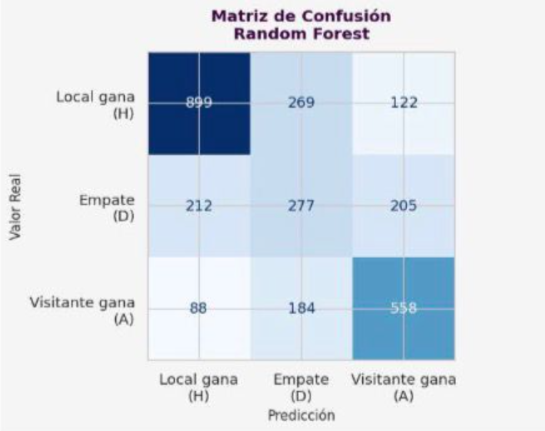 Matriz de Confusión
Random Forest
Local gana
(H)
899 269 122
Valor Real
Empate
(D)
212 277 205
Visitante gana
(A)
88 184 558
Local gana Empate Visitante gana
(H) (D) (A)
Predicción